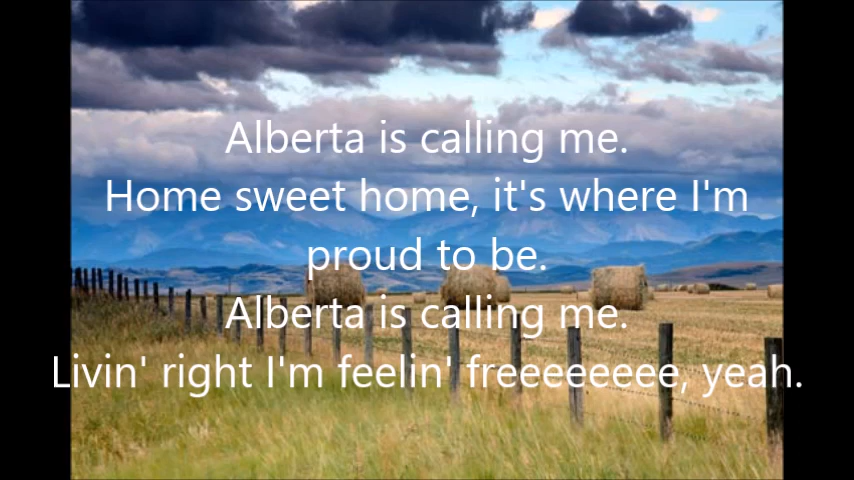 Alberta is calling me.
Home sweet home, it's where I'm
proud to be.
Alberta is calling me.
Livin' right I'm feelin' freeeeeeee, yeah.